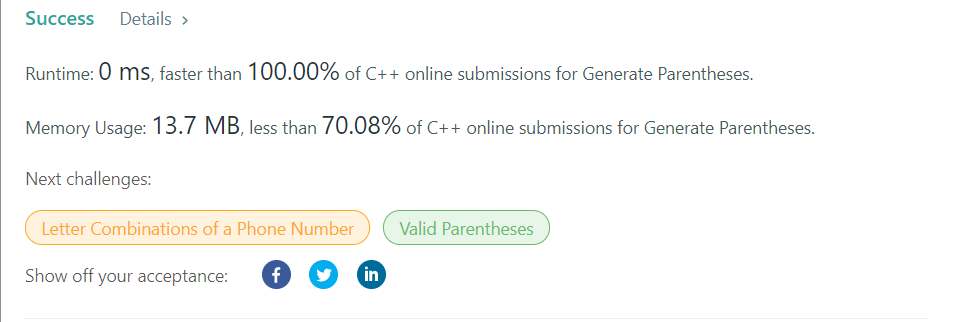 Success Details >
Runtime: 0 ms, faster than 100.00% of C++ online submissions for Generate Parentheses.
Memory Usage: 13.7 MB, less than 70.08% of C++ online submissions for Generate Parentheses.
Next challenges:
Letter Combinations of a Phone Number Valid Parentheses
Show off your acceptance: f in